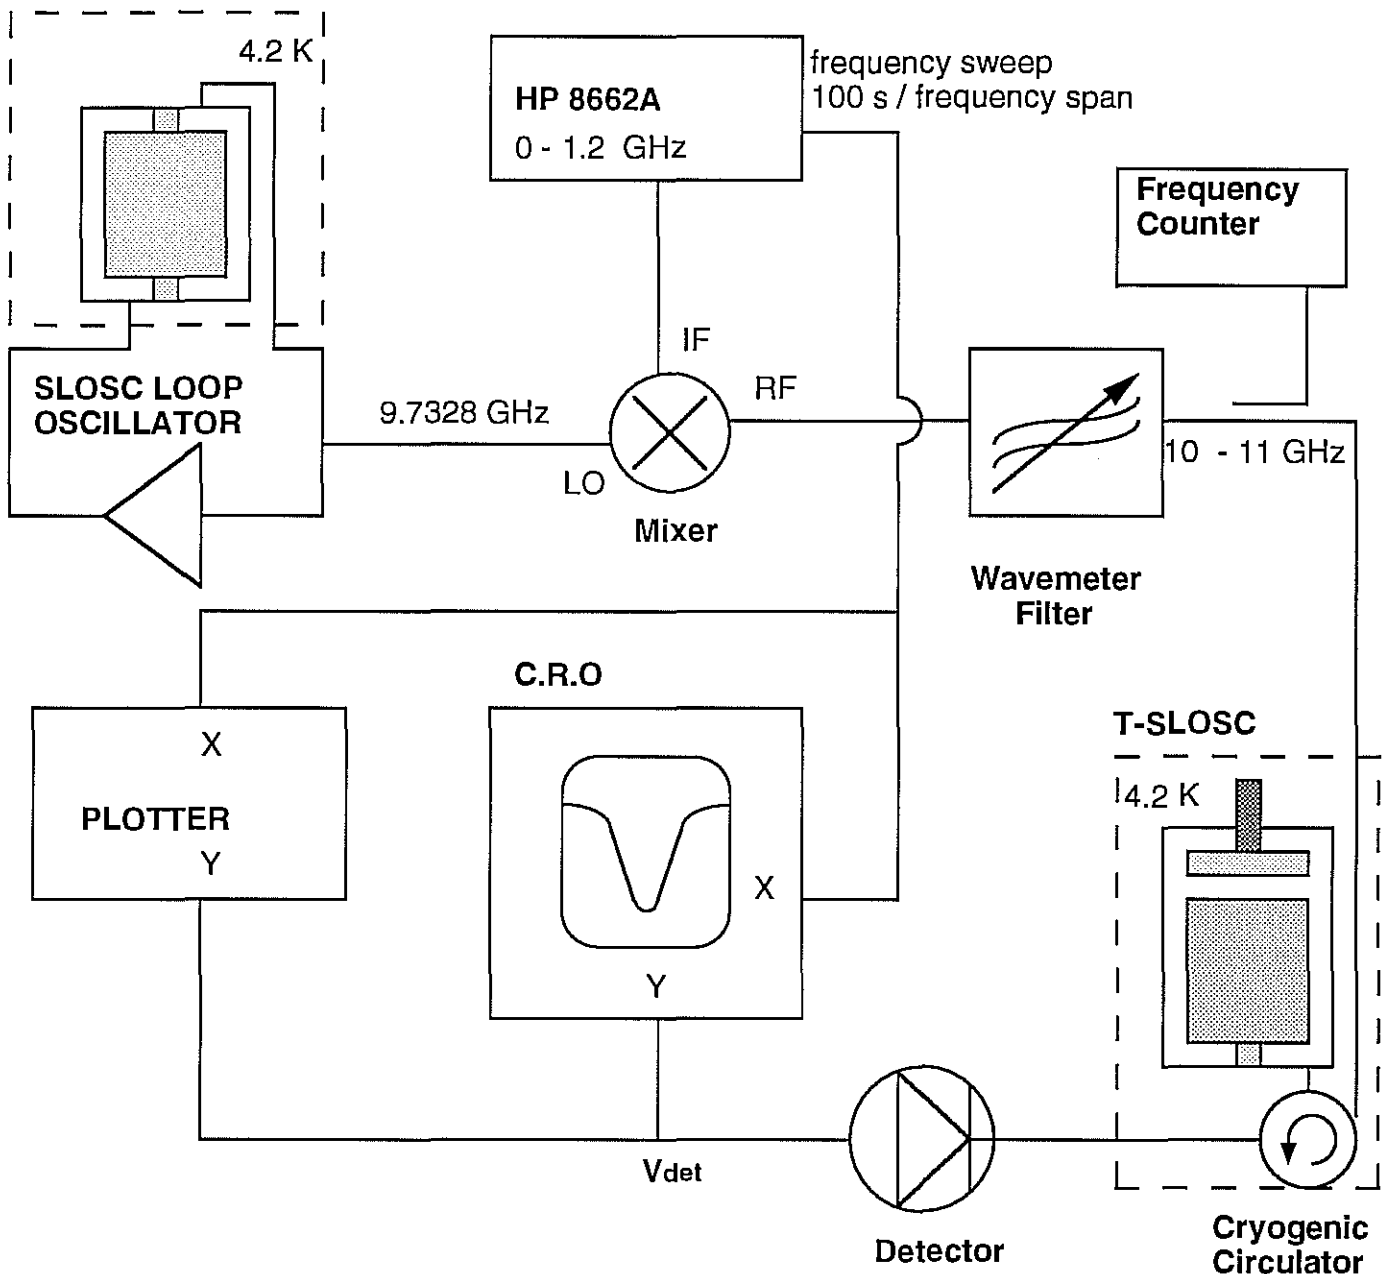 4.2 K
HP 8662A
0 - 1.2 GHz
frequency sweep
100 s / frequency span
Frequency
Counter
IF
RF
SLOSC LOOP
OSCILLATOR
9.7328 GHz
LO
Mixer
10 - 11 GHz
Wavemeter
Filter
C.R.O
T-SLOSC
X
PLOTTER
Y
X
Y
4.2 K
Vdet
Detector
Cryogenic
Circulator